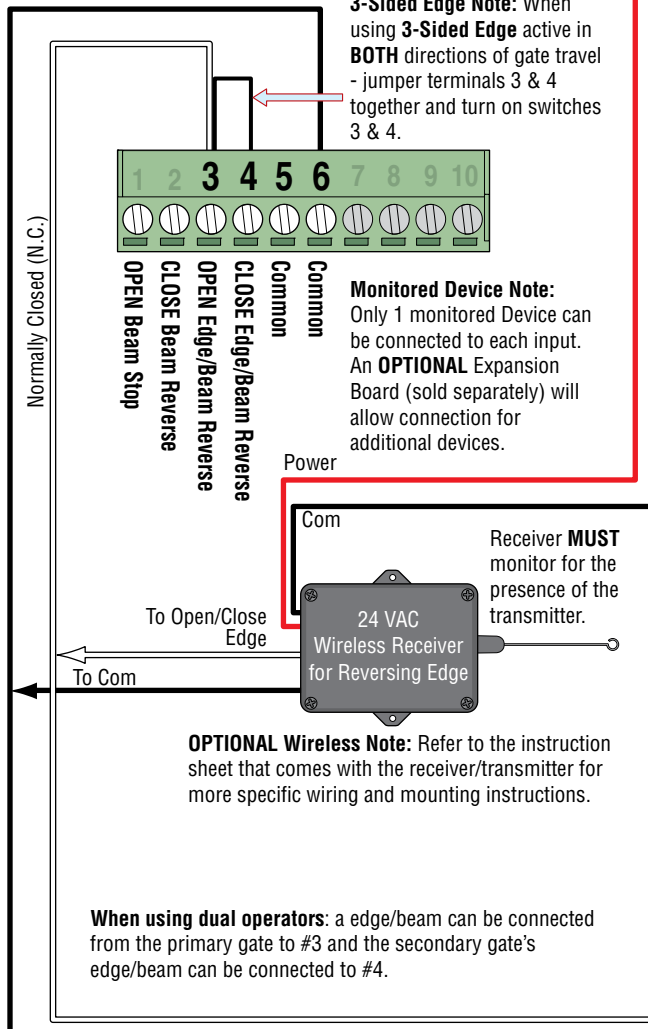 3-Sided Edge Note: When
using 3-Sided Edge active in
BOTH directions of gate travel
- jumper terminals 3 & 4
together and turn on switches
3 & 4.
1 2 3 4 5 6 7 8 9 10
Normally Closed (N.C.)
OPEN Beam Stop
CLOSE Beam Reverse
OPEN Edge/Beam Reverse
CLOSE Edge/Beam Reverse
Common
Common
Monitored Device Note:
Only 1 monitored Device can
be connected to each input.
An OPTIONAL Expansion
Board (sold separately) will
allow connection for
additional devices.
Power
Com
Receiver MUST
monitor for the
presence of the
transmitter.
To Open/Close
Edge
24 VAC
Wireless Receiver
for Reversing Edge
To Com
OPTIONAL Wireless Note: Refer to the instruction
sheet that comes with the receiver/transmitter for
more specific wiring and mounting instructions.
When using dual operators: a edge/beam can be connected
from the primary gate to #3 and the secondary gate's
edge/beam can be connected to #4.